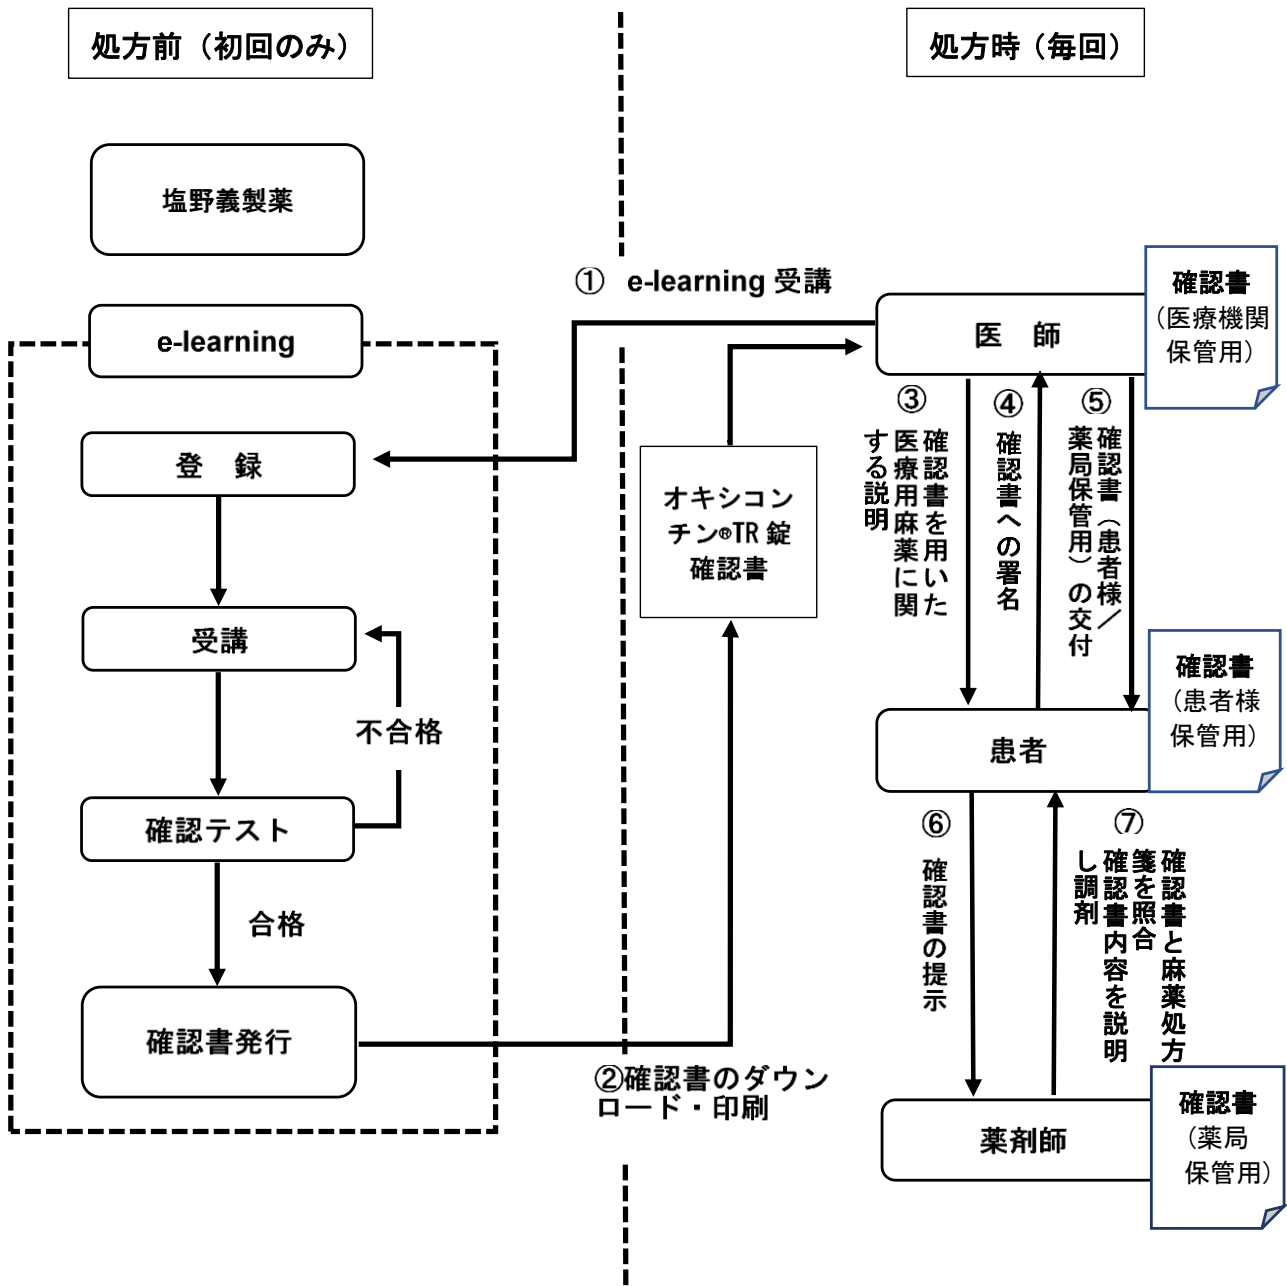 処方前（初回のみ）
処方時（毎回）
塩野義製薬
e-learning
登　録
受講
不合格
確認テスト
合格
確認書発行
① e-learning 受講
②確認書のダウン
ロード・印刷
オキシコン
チン®TR 錠
確認書
医　師
確認書
（医療機関
保管用）
③
確認書を用いた
医療用麻薬に関
する説明
④
確認書への署名
⑤
確認書（患者様／
薬局保管用）の交付
患者
確認書
（患者様
保管用）
⑥
確認書の提示
⑦
確認書と麻薬処方
箋を照合
確認書内容を説明
し調剤
薬剤師
確認書
（薬局
保管用）